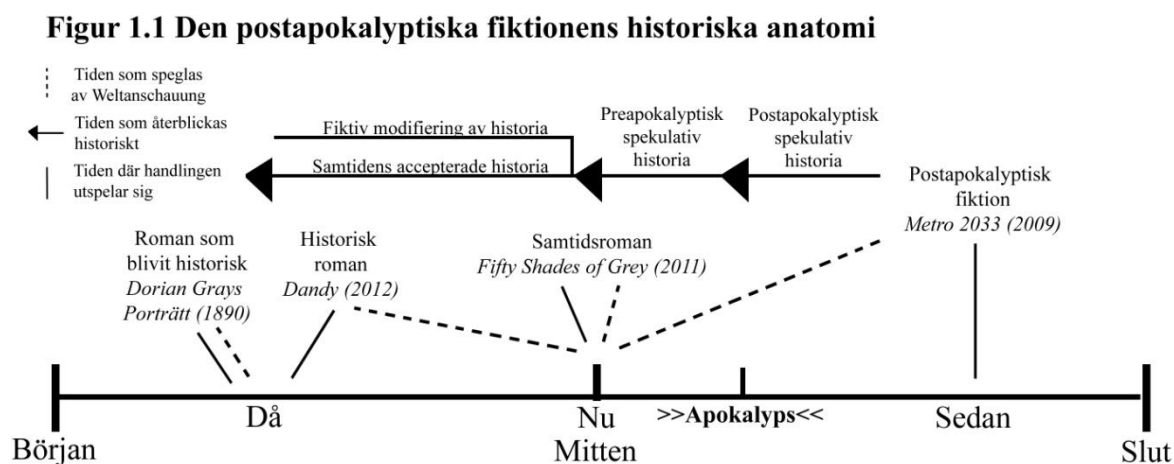 Figur 1.1 Den postapokalyptiska fiktionens historiska anatomi
Tiden som speglas
av Weltanschauung
Tiden som återblickas
historiskt
Tiden där handlingen
utspelar sig
Fiktiv modifiering av historia
Samtidens accepterade historia
Preapokalyptisk
spekulativ
historia
Postapokalyptisk
spekulativ
historia
Postapokalyptisk
fiktion
Metro 2033 (2009)
Roman som
blivit historisk
Dorian Grays
Porträtt (1890)
Historisk
roman
Dandy (2012)
Samtidsroman
Fifty Shades of Grey (2011)
Början
Då
Nu
Mitten
>>Apokalyps<<
Sedan
Slut